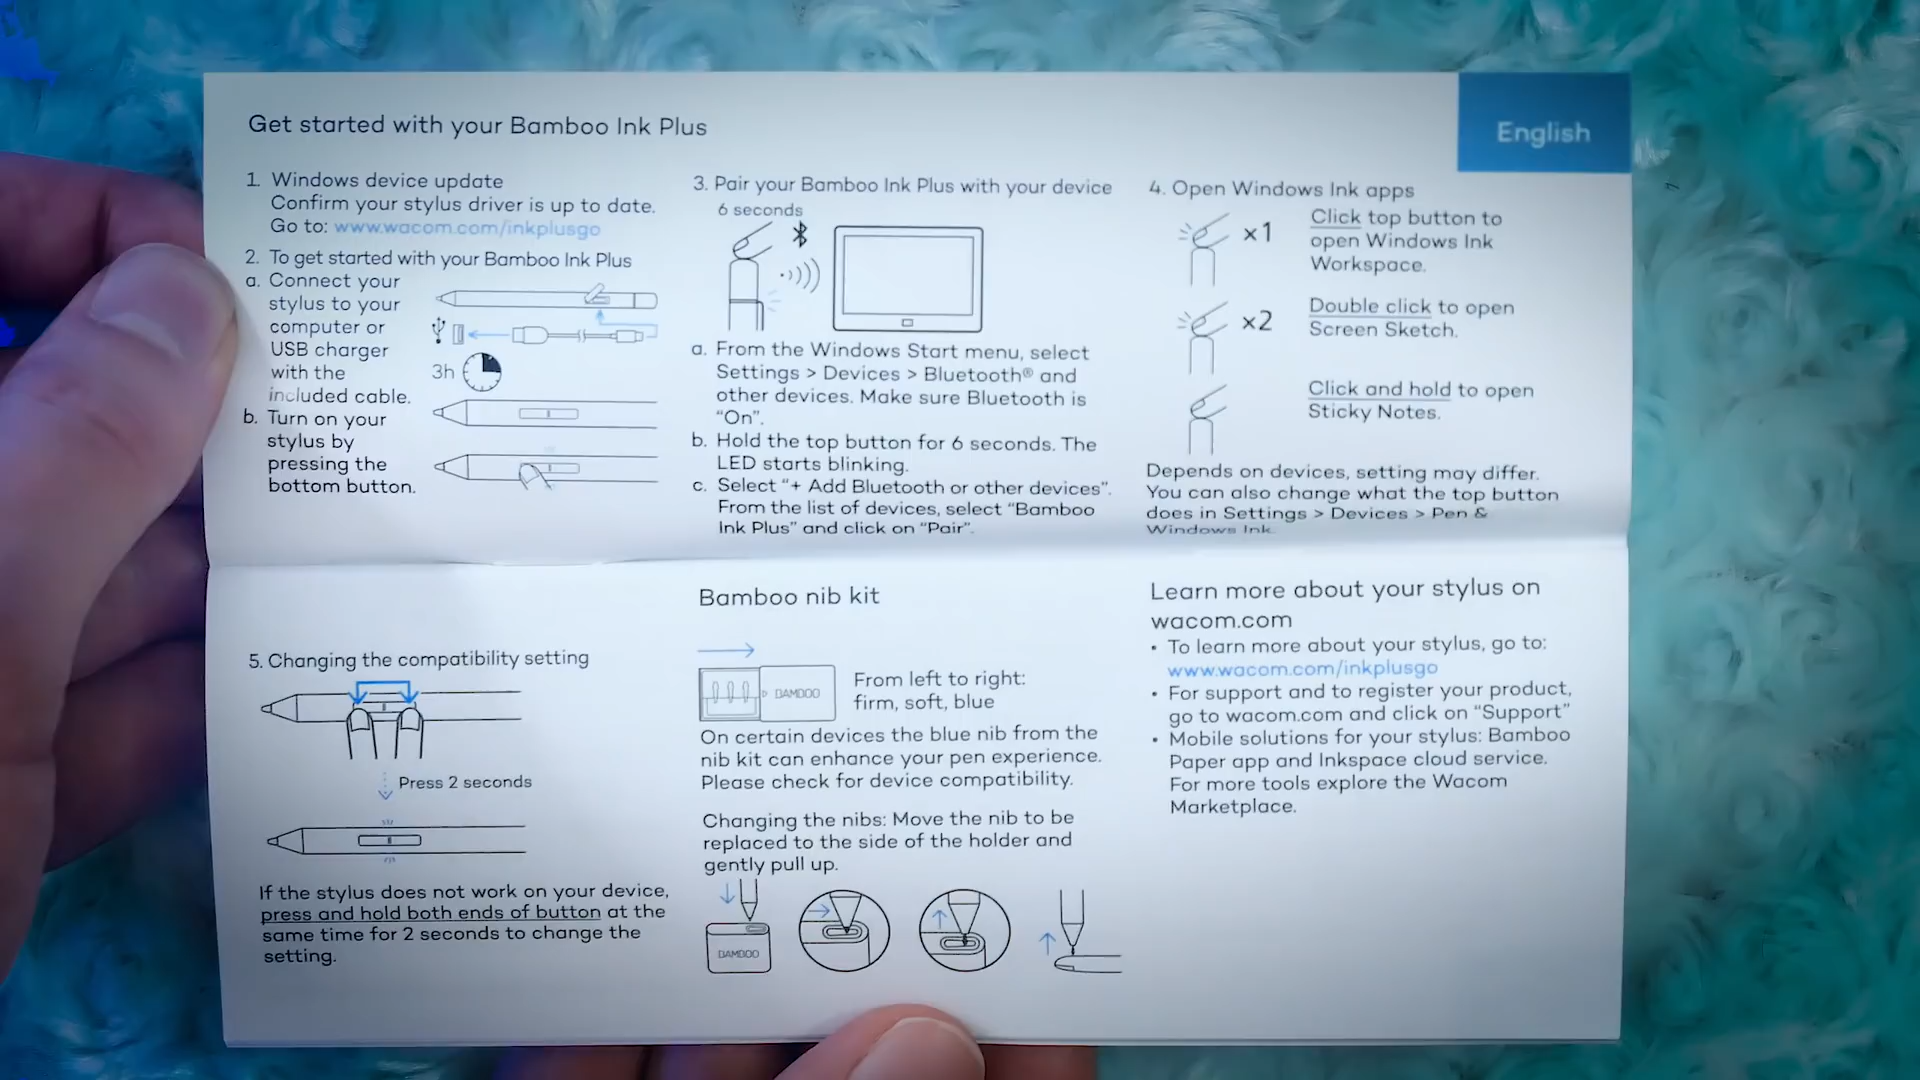 English
Get started with your Bamboo Ink Plus
1. Windows device update
Confirm your stylus driver is up to date.
Go to: www.wacom.com/inkplusgo
2. To get started with your Bamboo Ink Plus
a. Connect your
stylus to your
computer or
USB charger
with the
included cable.
3h
b. Turn on your
stylus by
pressing the
bottom button.
3. Pair your Bamboo Ink Plus with your device
6 seconds
a. From the Windows Start menu, select
Settings > Devices > Bluetooth® and
other devices. Make sure Bluetooth is
“On”.
b. Hold the top button for 6 seconds. The
LED starts blinking.
c. Select “+ Add Bluetooth or other devices”.
From the list of devices, select “Bamboo
Ink Plus” and click on “Pair”.
4. Open Windows Ink apps
x1
Click top button to
open Windows Ink
Workspace.
x2
Double click to open
Screen Sketch.
Click and hold to open
Sticky Notes.
Depends on devices, setting may differ.
You can also change what the top button
does in Settings > Devices > Pen &
Windows Ink.
5. Changing the compatibility setting
Press 2 seconds
If the stylus does not work on your device,
press and hold both ends of button at the
same time for 2 seconds to change the
setting.
Bamboo nib kit
BAMBOO
From left to right:
firm, soft, blue
On certain devices the blue nib from the
nib kit can enhance your pen experience.
Please check for device compatibility.
Changing the nibs: Move the nib to be
replaced to the side of the holder and
gently pull up.
BAMBOO
Learn more about your stylus on
wacom.com
• To learn more about your stylus, go to:
www.wacom.com/inkplusgo
• For support and to register your product,
go to wacom.com and click on “Support”
• Mobile solutions for your stylus: Bamboo
Paper app and Inkspace cloud service.
For more tools explore the Wacom
Marketplace.